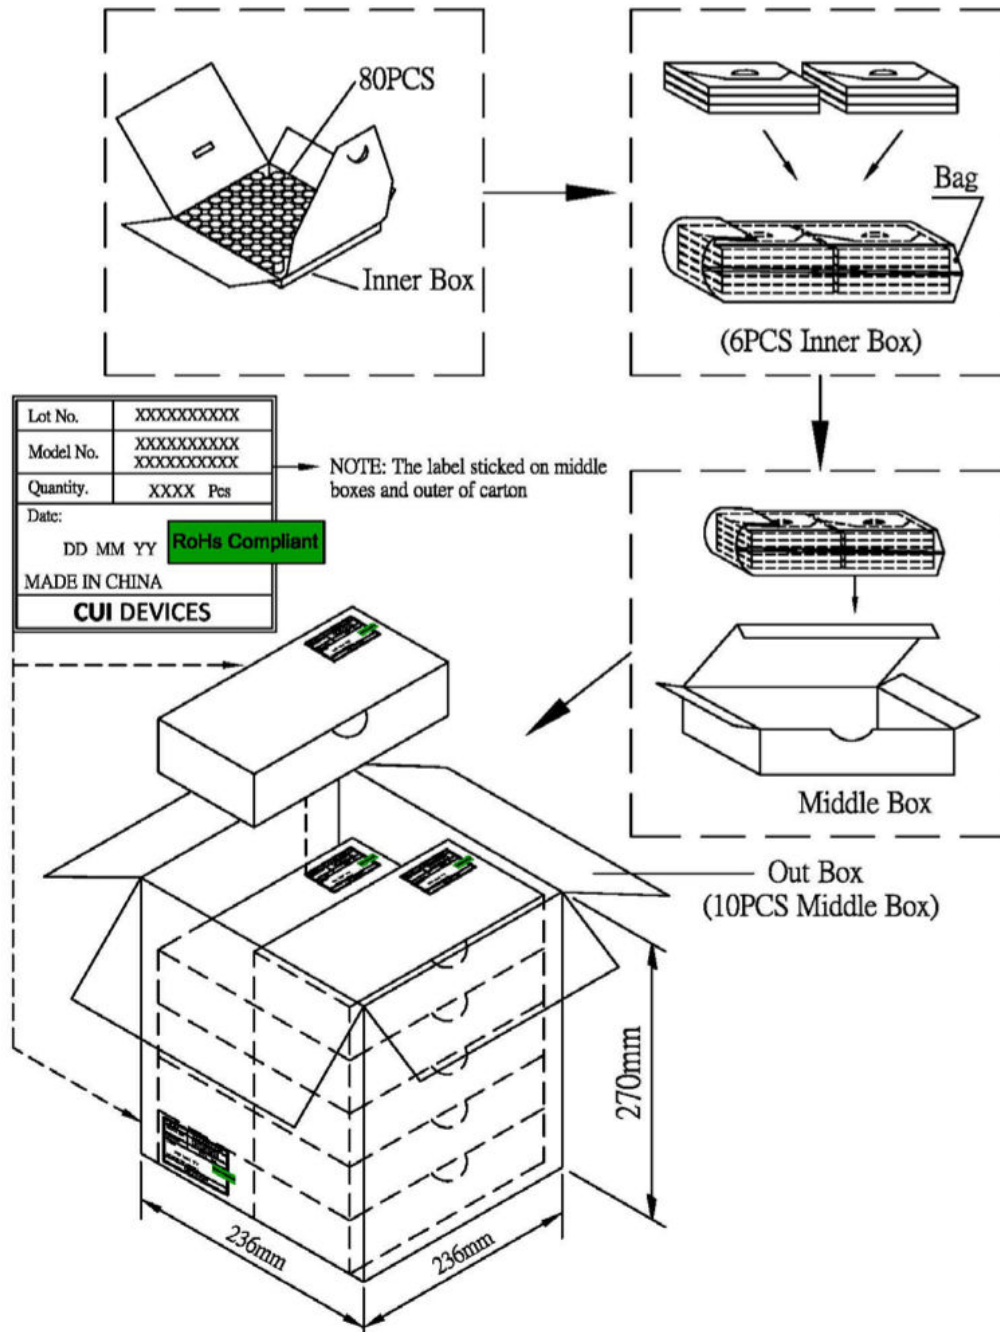 80PCS
Inner Box
Bag
(6PCS Inner Box)
Lot No. XXXXXXXXXX
Model No. XXXXXXXXXX
XXXXXXXXXX
Quantity. XXXX Pcs
Date:
DD MM YY
RoHs Compliant
MADE IN CHINA
CUI DEVICES
NOTE: The label sticked on middle
boxes and outer of carton
Middle Box
Out Box
(10PCS Middle Box)
270mm
236mm
236mm